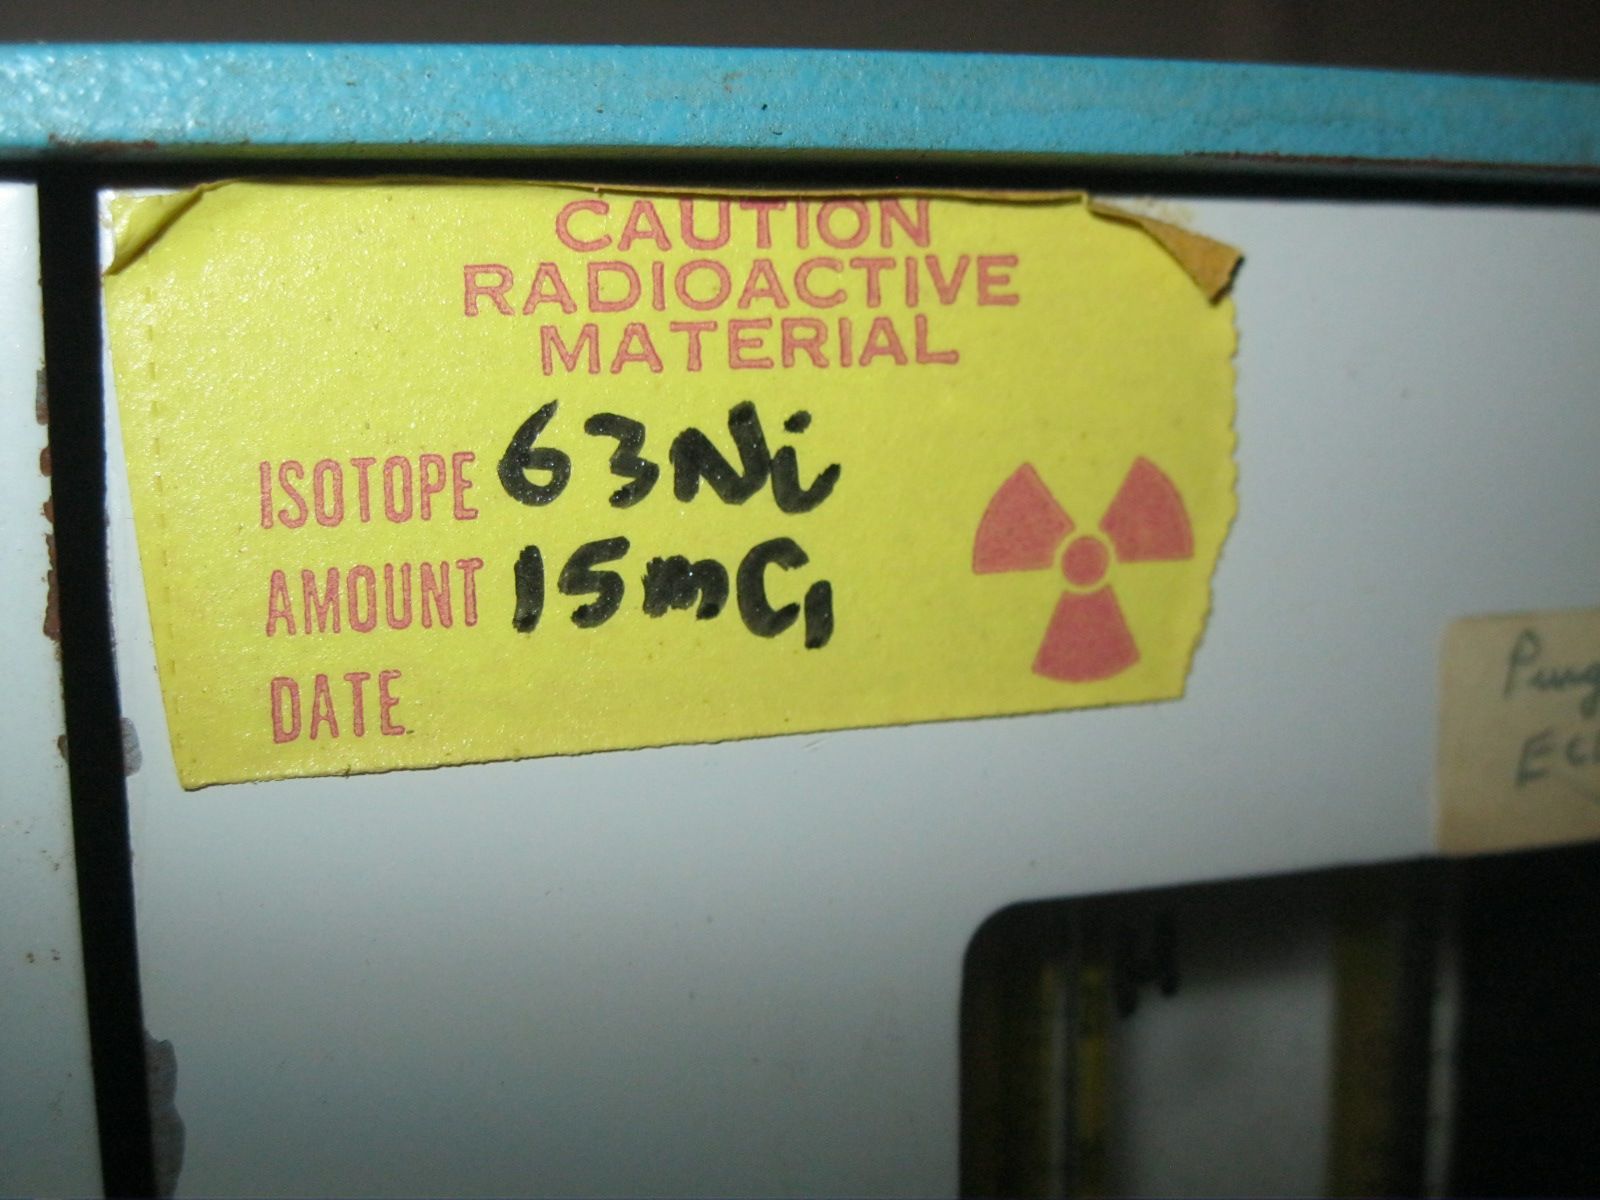 CAUTION
RADIOACTIVE
MATERIAL
ISOTOPE 63Ni
AMOUNT 15mCi
DATE